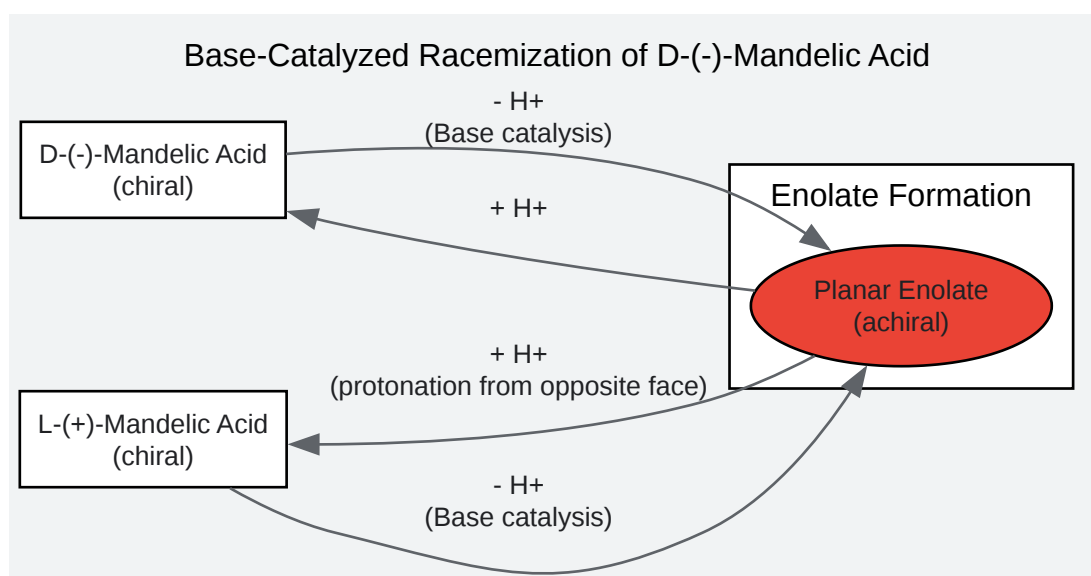 Base-Catalyzed Racemization of D-(-)-Mandelic Acid
- H+
(Base catalysis)
D-(-)-Mandelic Acid
(chiral)
+ H+
Enolate Formation
Planar Enolate
(achiral)
+ H+
(protonation from opposite face)
L-(+)-Mandelic Acid
(chiral)
- H+
(Base catalysis)